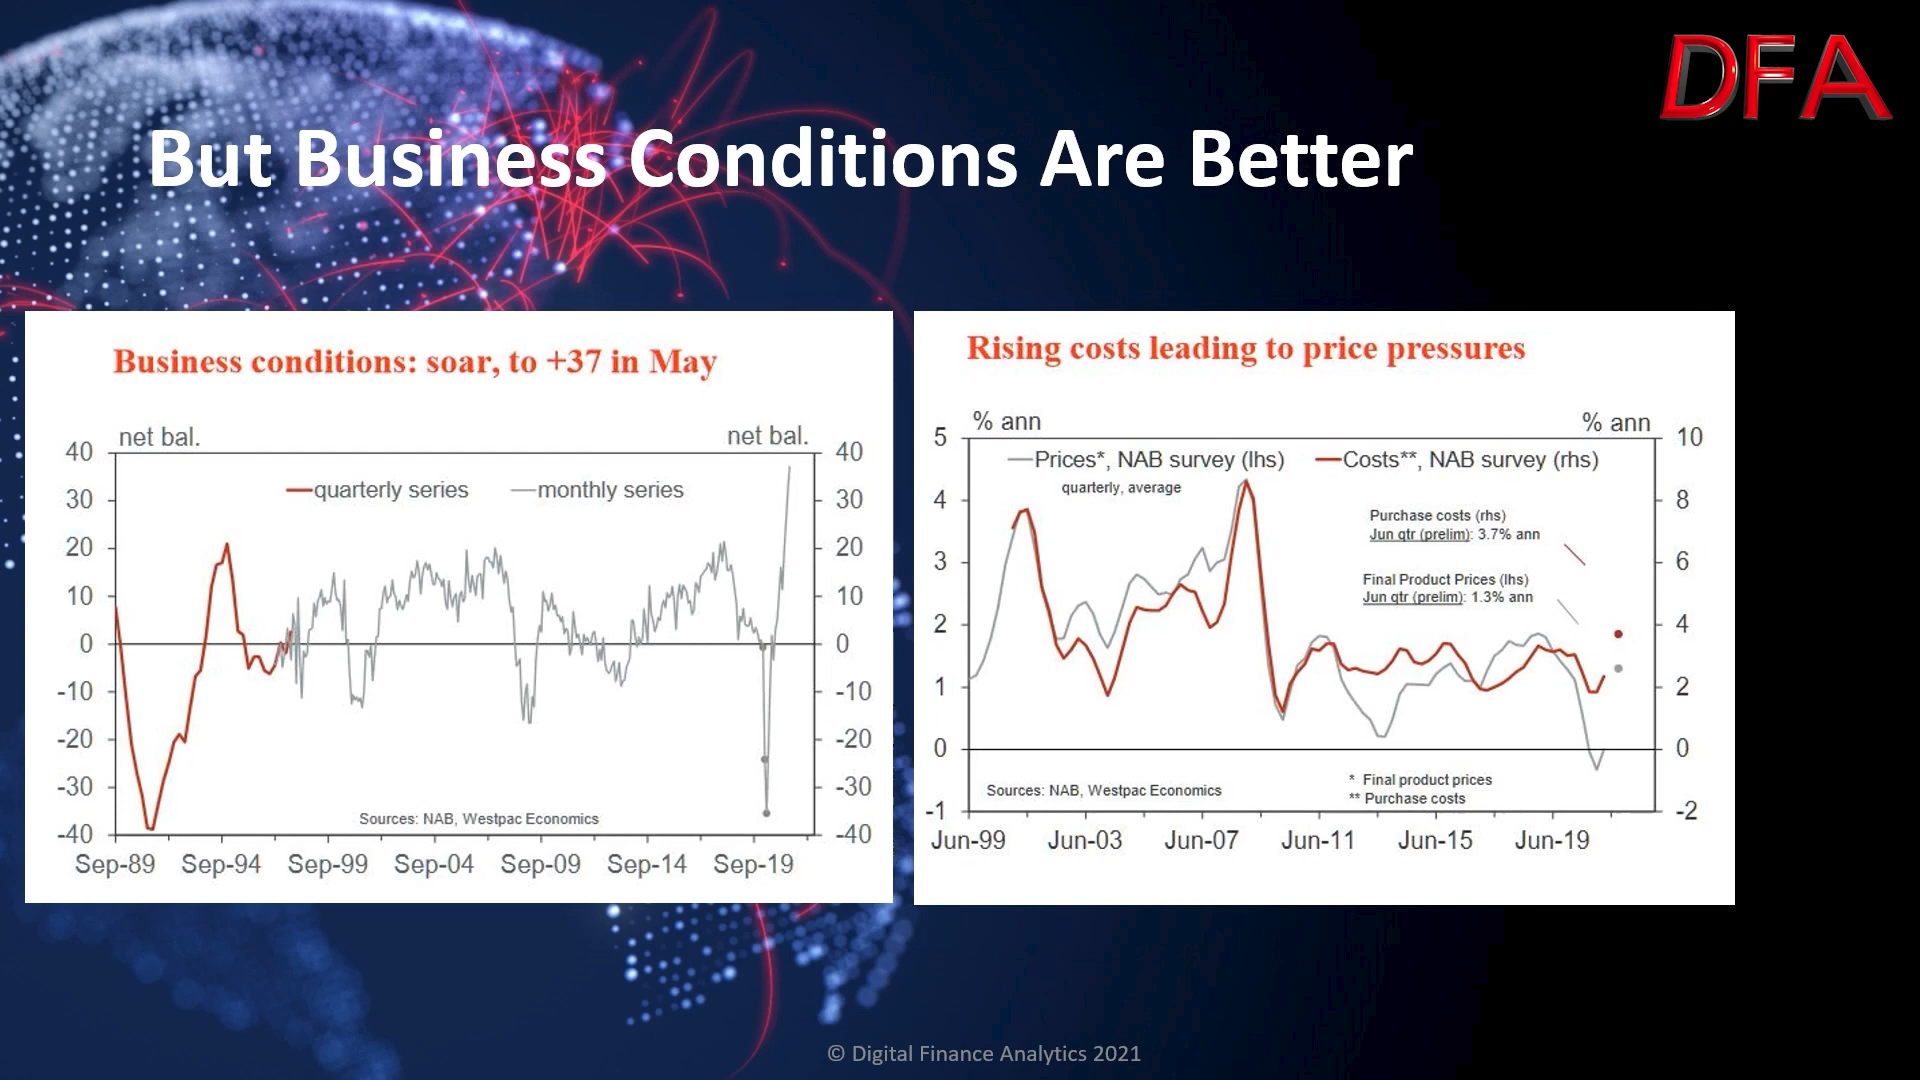 DFA
But Business Conditions Are Better
Business conditions: soar, to +37 in May
net bal.
net bal.
40
30
20
10
0
-10
-20
-30
-40
quarterly series
monthly series
40
30
20
10
0
-10
-20
-30
-40
Sources: NAB, Westpac Economics
Sep-89 Sep-94 Sep-99 Sep-04 Sep-09 Sep-14 Sep-19
Rising costs leading to price pressures
% ann
% ann
5
4
3
2
1
0
-1
Prices*, NAB survey (lhs)
Costs**, NAB survey (rhs)
quarterly, average
Purchase costs (rhs)
Jun qtr (prelim): 3.7% ann
Final Product Prices (lhs)
Jun qtr (prelim): 1.3% ann
10
8
6
4
2
0
-2
Sources: NAB, Westpac Economics
* Final product prices
** Purchase costs
Jun-99 Jun-03 Jun-07 Jun-11 Jun-15 Jun-19
© Digital Finance Analytics 2021